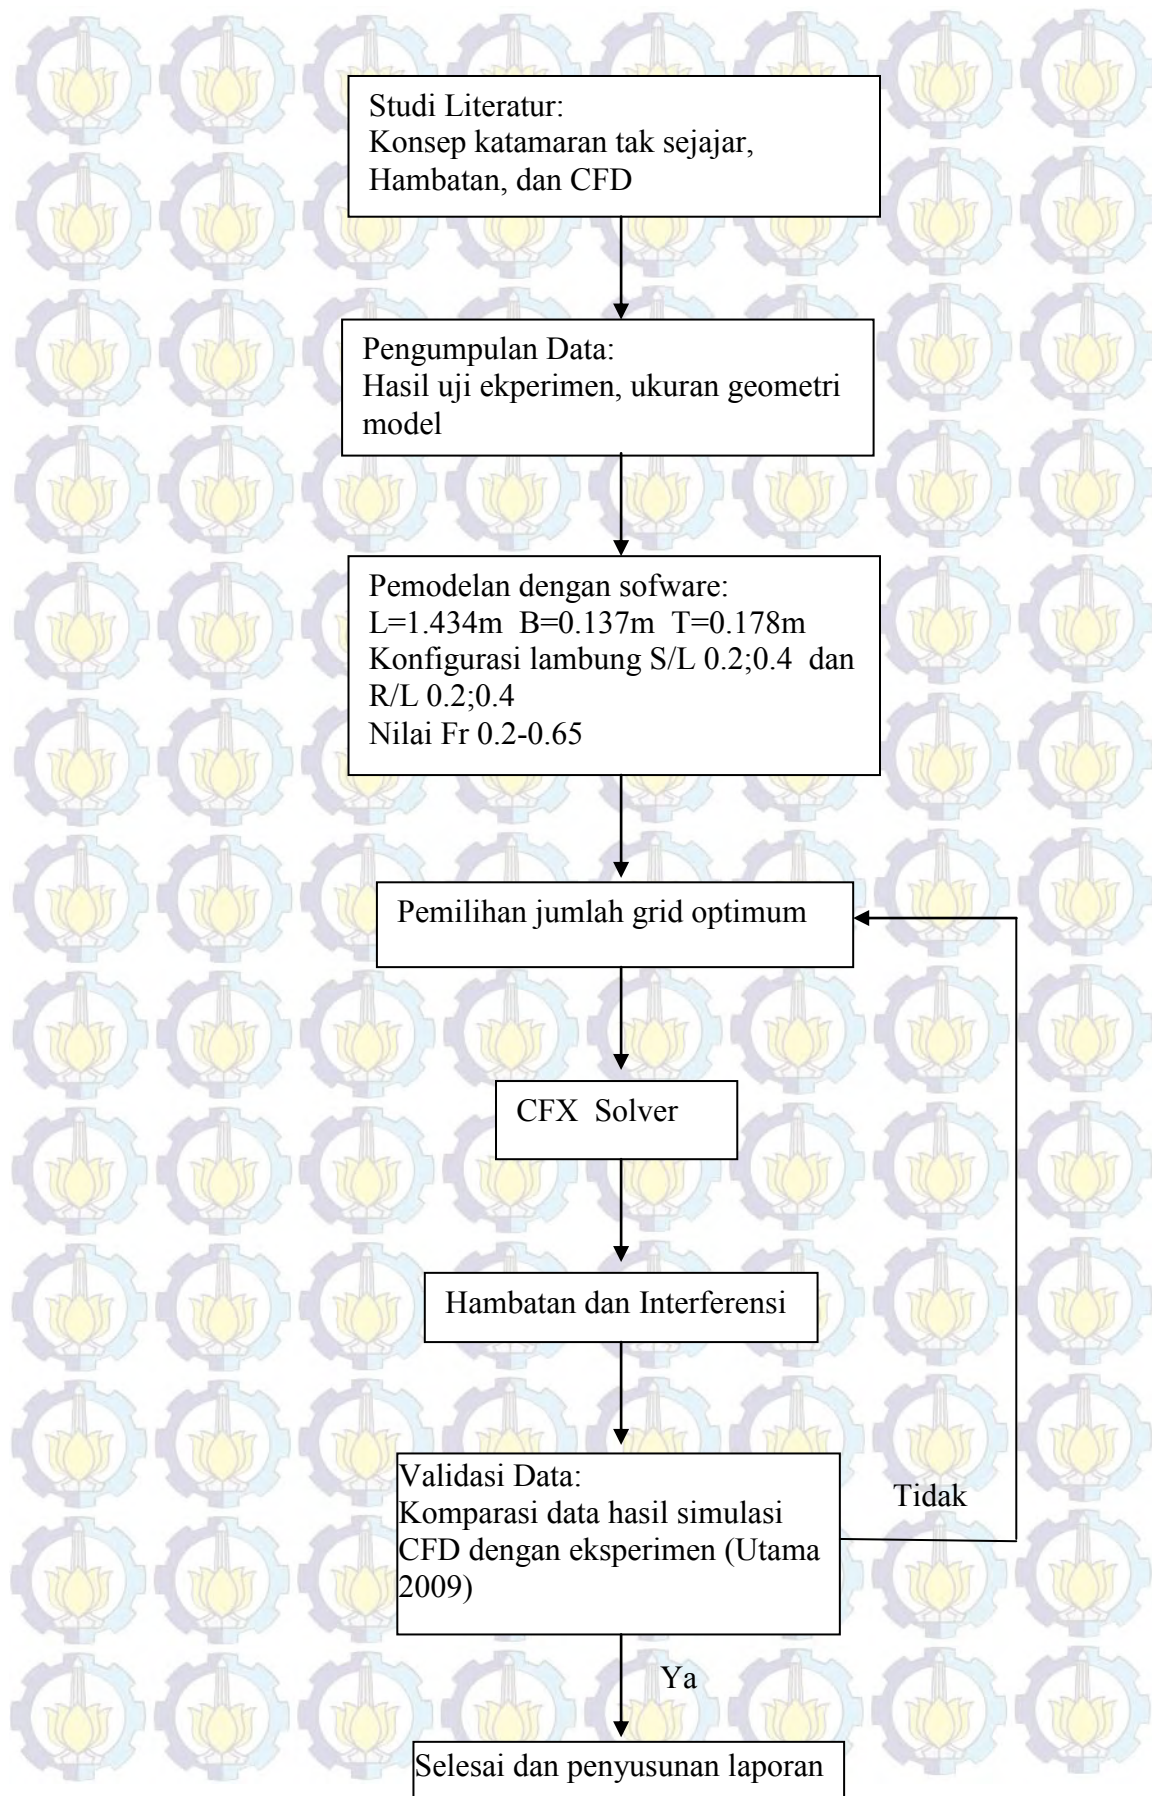 Studi Literatur:
Konsep katamaran tak sejajar,
Hambatan, dan CFD
Pengumpulan Data:
Hasil uji ekperimen, ukuran geometri
model
Pemodelan dengan sofware:
L=1.434m  B=0.137m  T=0.178m
Konfigurasi lambung S/L 0.2;0.4  dan
R/L 0.2;0.4
Nilai Fr 0.2-0.65
Pemilihan jumlah grid optimum
CFX  Solver
Hambatan dan Interferensi
Validasi Data:
Komparasi data hasil simulasi
CFD dengan eksperimen (Utama
2009)
Tidak
Ya
Selesai dan penyusunan laporan